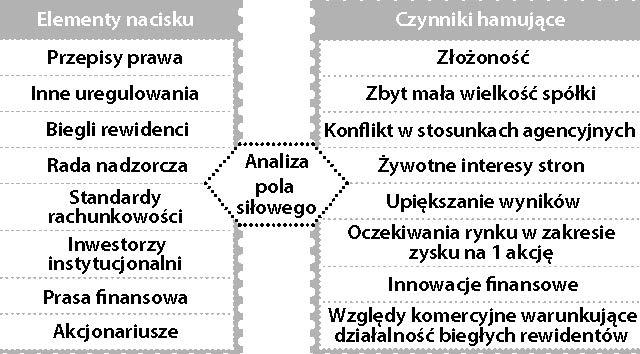 Elementy nacisku
Przepisy prawa
Inne uregulowania
Biegli rewidenci
Rada nadzorcza
Standardy
rachunkowości
Inwestorzy
instytucjonalni
Prasa finansowa
Akcjonariusze
Analiza
pola
siłowego
Czynniki hamujące
Złożoność
Zbyt mała wielkość spółki
Konflikt w stosunkach agencyjnych
Żywotne interesy stron
Upiększanie wyników
Oczekiwania rynku w zakresie
zysku na 1 akcję
Innowacje finansowe
Względy komercyjne warunkujące
działalność biegłych rewidentów